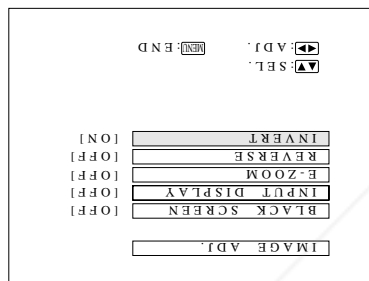 IMAGE ADJ.
BLACK SCREEN [OFF]
INPUT DISPLAY [OFF]
E-ZOOM [OFF]
REVERSE [OFF]
INVERT [ON]
▲▼:SEL.
◀▶:ADJ. MENU:END